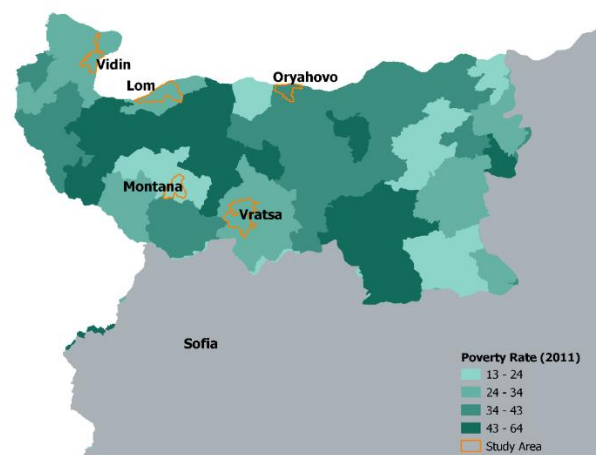 Vidin
Lom
Oryahovo
Montana
Vratsa
Sofia
Poverty Rate (2011)
13 - 24
24 - 34
34 - 43
43 - 64
Study Area